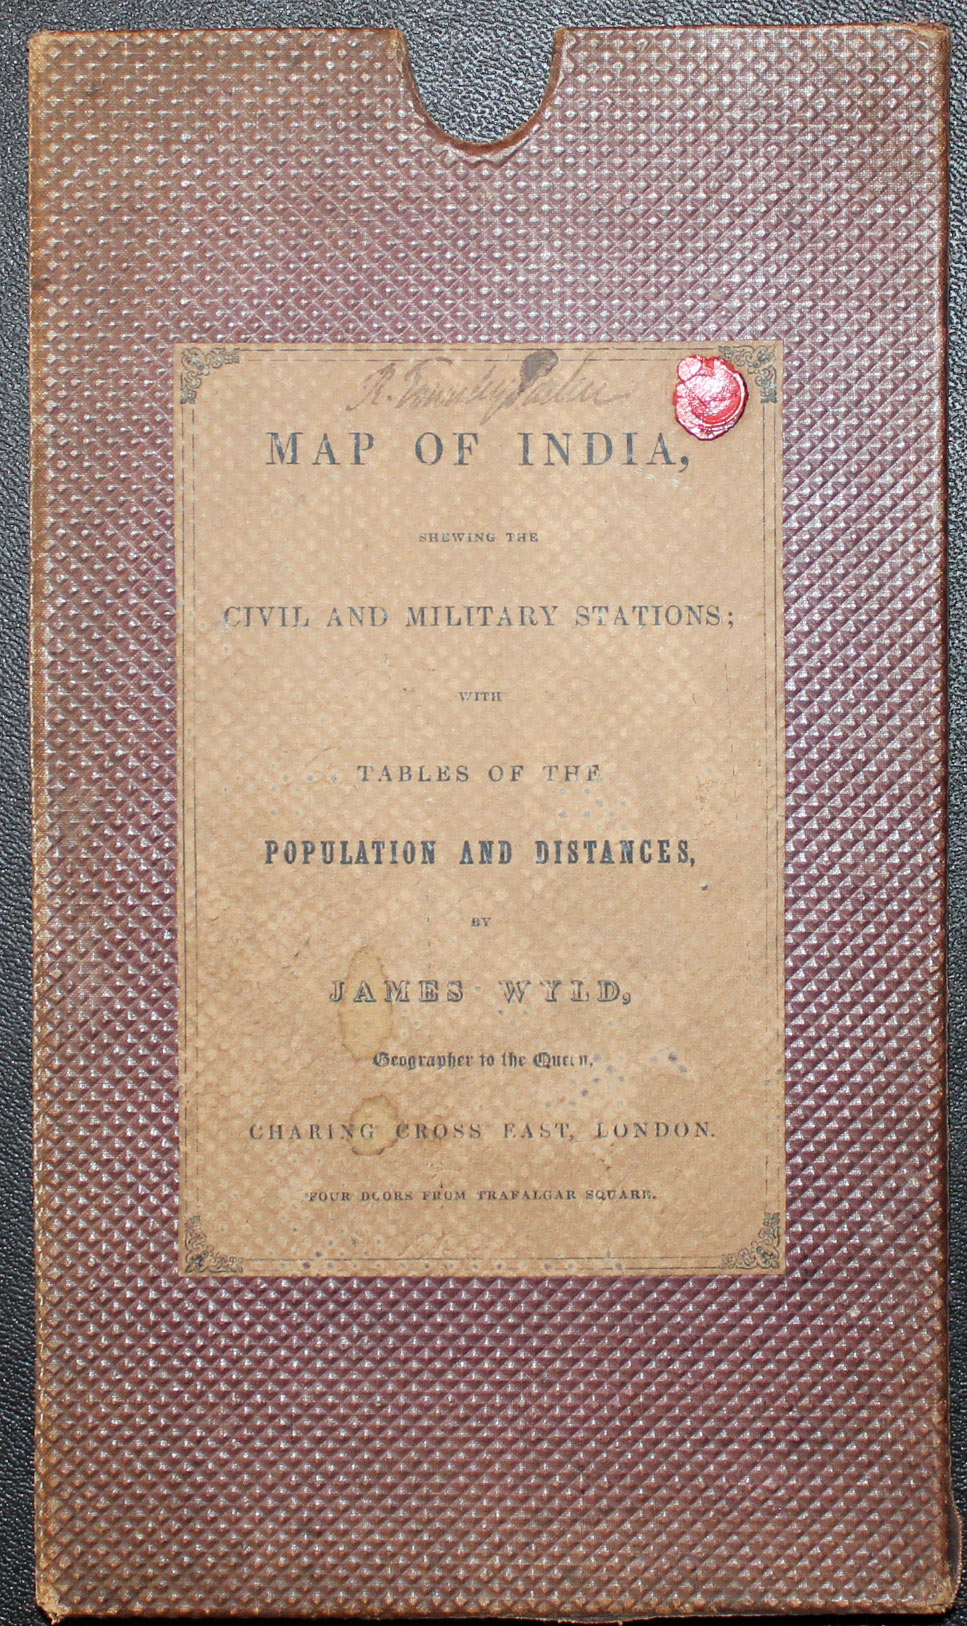 MAP OF INDIA,
SHEWING THE
CIVIL AND MILITARY STATIONS;
WITH
TABLES OF THE
POPULATION AND DISTANCES,
BY
JAMES WYLD,
Geographer to the Queen,
CHARING CROSS EAST, LONDON.
FOUR DOORS FROM TRAFALGAR SQUARE.